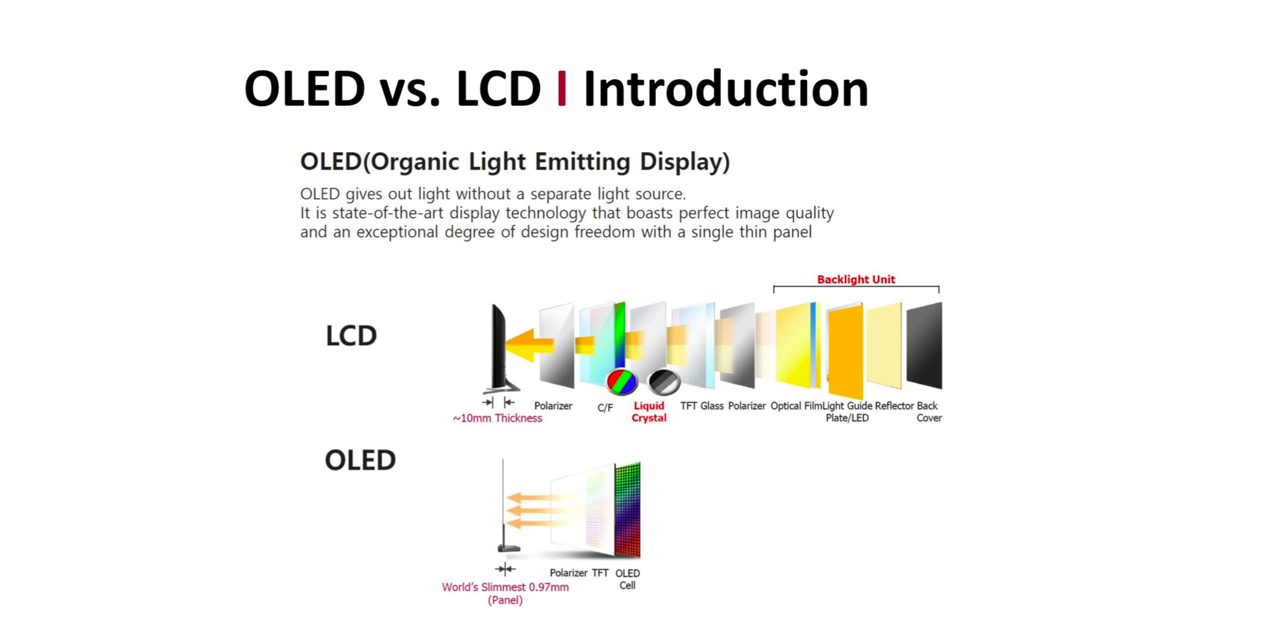 OLED vs. LCD I Introduction
OLED(Organic Light Emitting Display)
OLED gives out light without a separate light source.
It is state-of-the-art display technology that boasts perfect image quality
and an exceptional degree of design freedom with a single thin panel
Backlight Unit
LCD
Polarizer
C/F
Liquid
Crystal
TFT Glass
Polarizer
Optical Film
Light Guide
Plate/LED
Reflector
Back
Cover
~10mm Thickness
OLED
Polarizer
TFT
OLED
Cell
World's Slimmest 0.97mm
(Panel)